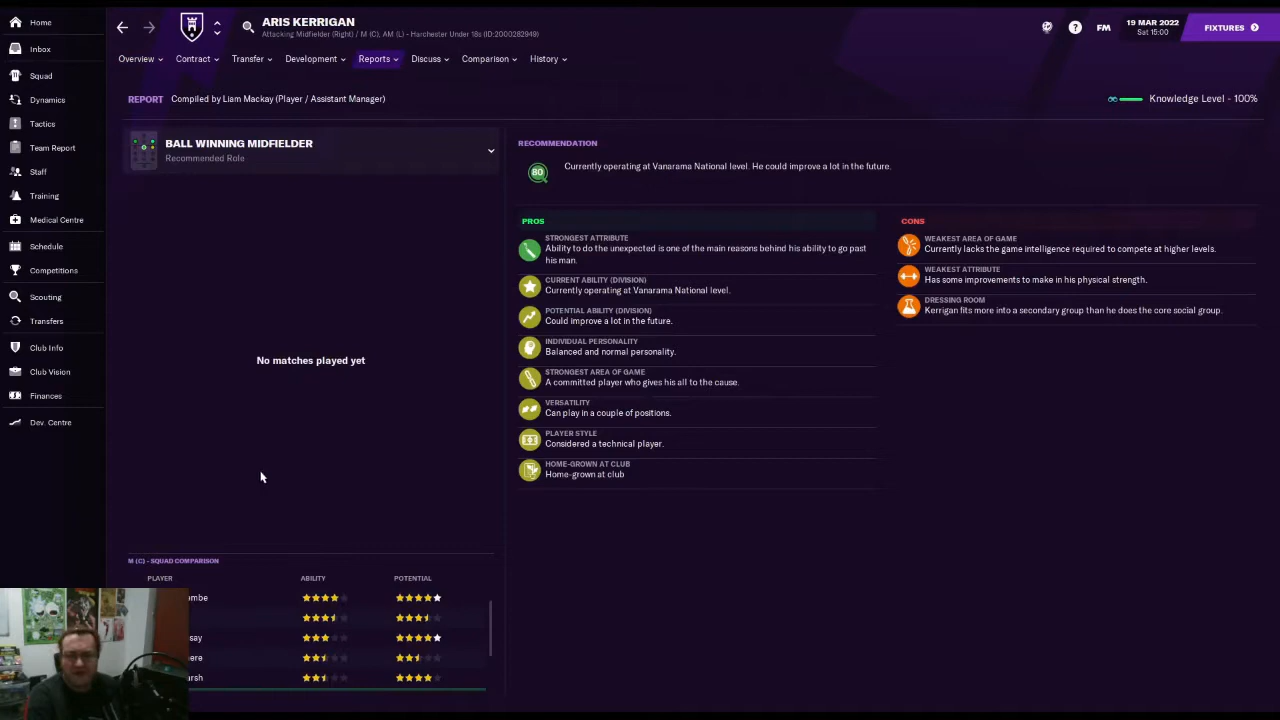 Home
Inbox
Squad
Dynamics
Tactics
Team Report
Staff
Training
Medical Centre
Schedule
Competitions
Scouting
Transfers
Club Info
Club Vision
Finances
Dev. Centre
ARIS KERRIGAN
Attacking Midfielder (Right) / M (C), AM (L) - Harchester Under 18s (ID:2000282949)
FM
19 MAR 2022
Sat 15:00
FIXTURES
Overview
Contract
Transfer
Development
Reports
Discuss
Comparison
History
REPORT Compiled by Liam Mackay (Player / Assistant Manager)
Knowledge Level - 100%
BALL WINNING MIDFIELDER
Recommended Role
No matches played yet
RECOMMENDATION
80
Currently operating at Vanarama National level. He could improve a lot in the future.
PROS
STRONGEST ATTRIBUTE
Ability to do the unexpected is one of the main reasons behind his ability to go past
his man.
CURRENT ABILITY (DIVISION)
Currently operating at Vanarama National level.
POTENTIAL ABILITY (DIVISION)
Could improve a lot in the future.
INDIVIDUAL PERSONALITY
Balanced and normal personality.
STRONGEST AREA OF GAME
A committed player who gives his all to the cause.
VERSATILITY
Can play in a couple of positions.
PLAYER STYLE
Considered a technical player.
HOME-GROWN AT CLUB
Home-grown at club
CONS
WEAKEST AREA OF GAME
Currently lacks the game intelligence required to compete at higher levels.
WEAKEST ATTRIBUTE
Has some improvements to make in his physical strength.
DRESSING ROOM
Kerrigan fits more into a secondary group than he does the core social group.
M (C) - SQUAD COMPARISON
PLAYER ABILITY POTENTIAL
ombe
say
ere
arsh